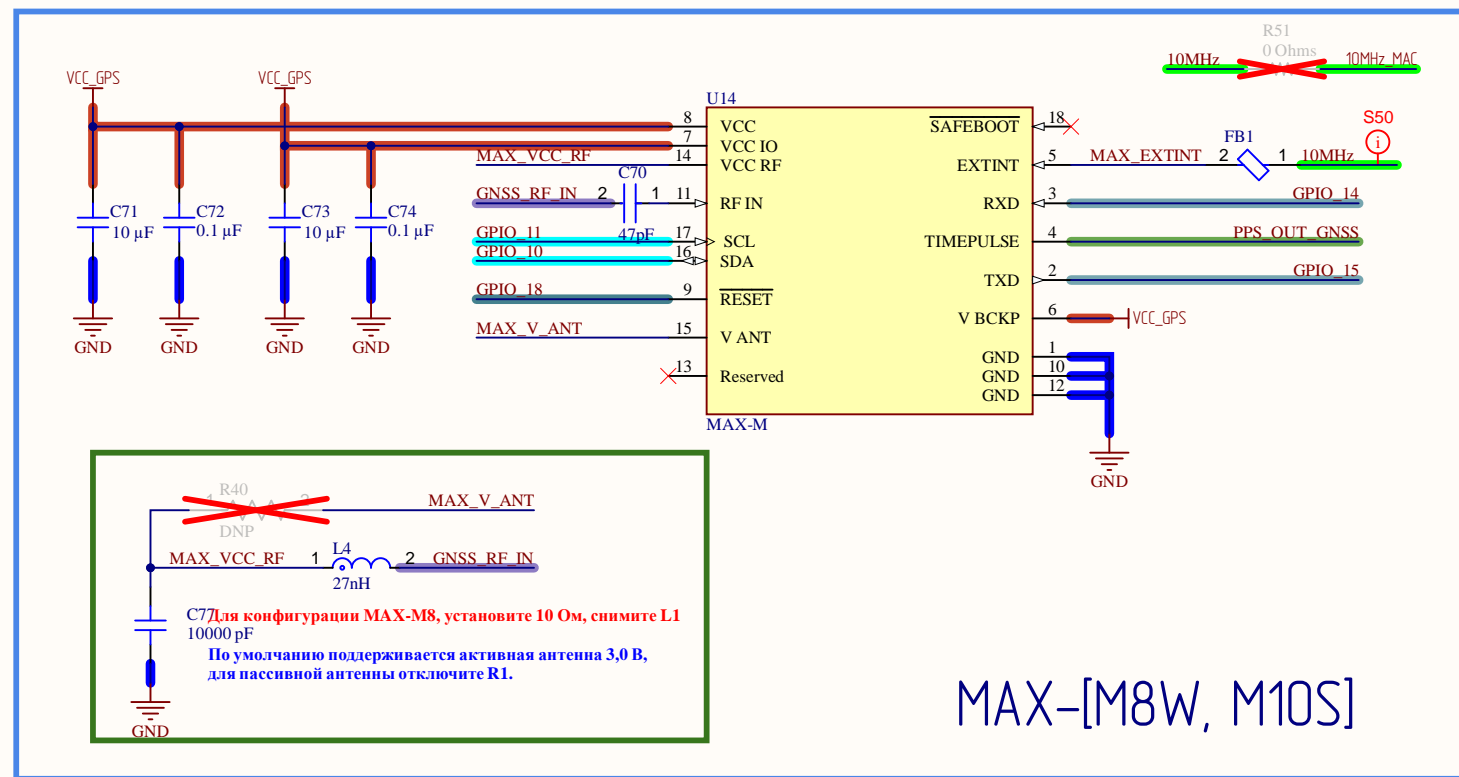 R51
0 Ohms
10MHz
10MHz_MAC
VCC_GPS
VCC_GPS
U14
8
VCC
7
VCC IO
MAX_VCC_RF
14
VCC RF
C70
GNSS_RF_IN
2
1
11
RF IN
47pF
GPIO_11
17
SCL
GPIO_10
16
SDA
GPIO_18
9
RESET
MAX_V_ANT
15
V ANT
13
Reserved
MAX-M
SAFEBOOT
18
S50
i
EXTINT
5
MAX_EXTINT
2
FB1
1
10MHz
RXD
3
GPIO_14
TIMEPULSE
4
PPS_OUT_GNSS
TXD
2
GPIO_15
V BCKP
6
VCC_GPS
GND
1
GND
10
GND
12
GND
C71
10 µF
C72
0.1 µF
C73
10 µF
C74
0.1 µF
GND
GND
GND
GND
R40
1
2
DNP
MAX_V_ANT
MAX_VCC_RF
1
L4
2
GNSS_RF_IN
27nH
C77
10000 pF
GND
Для конфигурации MAX-M8, установите 10 Ом, снимите L1
По умолчанию поддерживается активная антенна 3,0 В,
для пассивной антенны отключите R1.
MAX-[M8W, M10S]